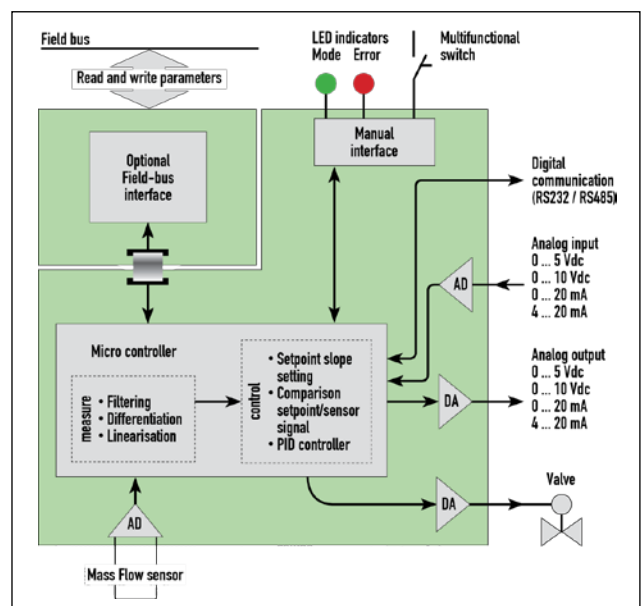 Field bus
Read and write parameters
LED indicators
Mode Error
Multifunctional
switch
Optional
Field-bus
interface
Manual
interface
Digital
communication
(RS232 / RS485)
Analog input
0 ... 5 Vdc
0 ... 10 Vdc
0 ... 20 mA
4 ... 20 mA
AD
Micro controller
measure
• Filtering
• Differentiation
• Linearisation
control
• Setpoint slope
setting
• Comparison
setpoint/sensor
signal
• PID controller
DA
Analog output
0 ... 5 Vdc
0 ... 10 Vdc
0 ... 20 mA
4 ... 20 mA
DA
Valve
AD
Mass Flow sensor